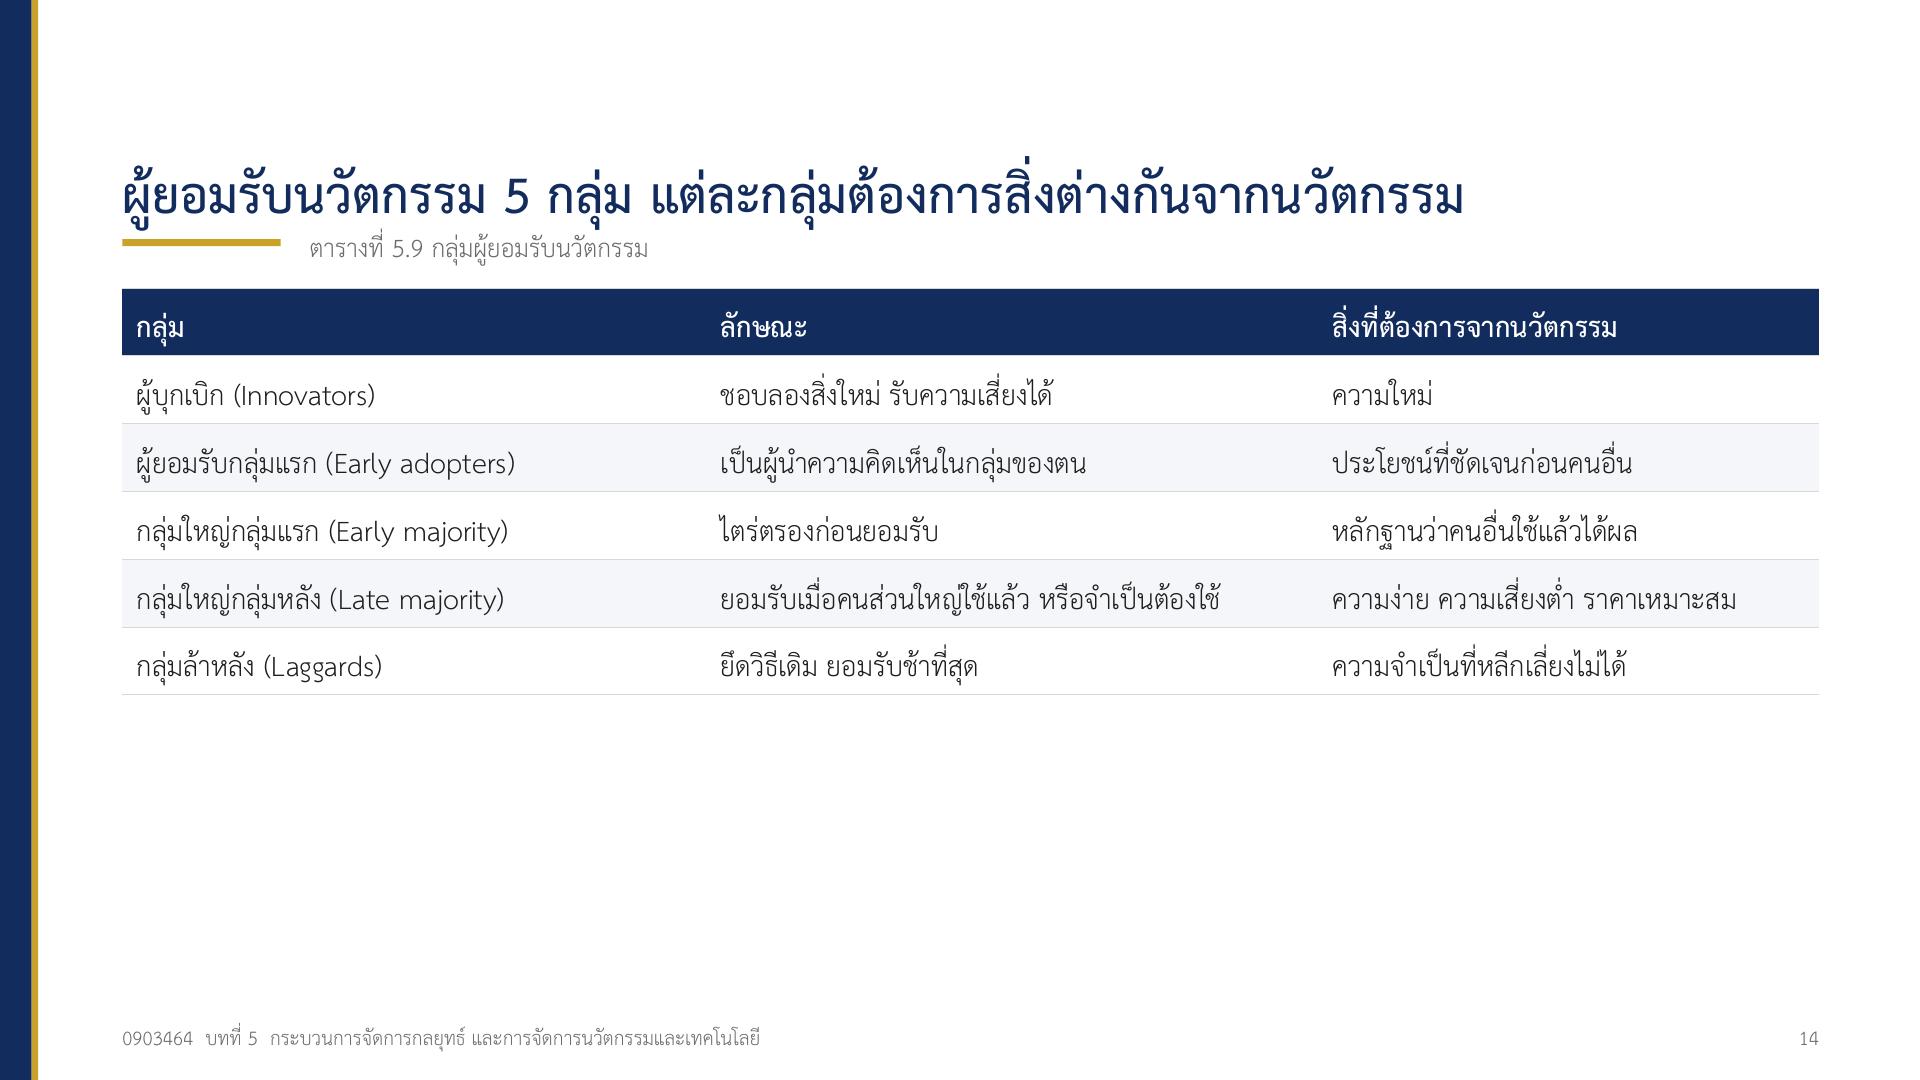 ผู้ยอมรับนวัตกรรม 5 กลุ่ม แต่ละกลุ่มต้องการสิ่งต่างกันจากนวัตกรรม
ตารางที่ 5.9 กลุ่มผู้ยอมรับนวัตกรรม
กลุ่ม ลักษณะ สิ่งที่ต้องการจากนวัตกรรม
ผู้บุกเบิก (Innovators) ชอบลองสิ่งใหม่ รับความเสี่ยงได้ ความใหม่
ผู้ยอมรับกลุ่มแรก (Early adopters) เป็นผู้นำความคิดเห็นในกลุ่มของตน ประโยชน์ที่ชัดเจนก่อนคนอื่น
กลุ่มใหญ่กลุ่มแรก (Early majority) ไตร่ตรองก่อนยอมรับ หลักฐานว่าคนอื่นใช้แล้วได้ผล
กลุ่มใหญ่กลุ่มหลัง (Late majority) ยอมรับเมื่อคนส่วนใหญ่ใช้แล้ว หรือจำเป็นต้องใช้ ความง่าย ความเสี่ยงต่ำ ราคาเหมาะสม
กลุ่มล้าหลัง (Laggards) ยึดวิธีเดิม ยอมรับช้าที่สุด ความจำเป็นที่หลีกเลี่ยงไม่ได้
0903464 บทที่ 5 กระบวนการจัดการกลยุทธ์ และการจัดการนวัตกรรมและเทคโนโลยี 14